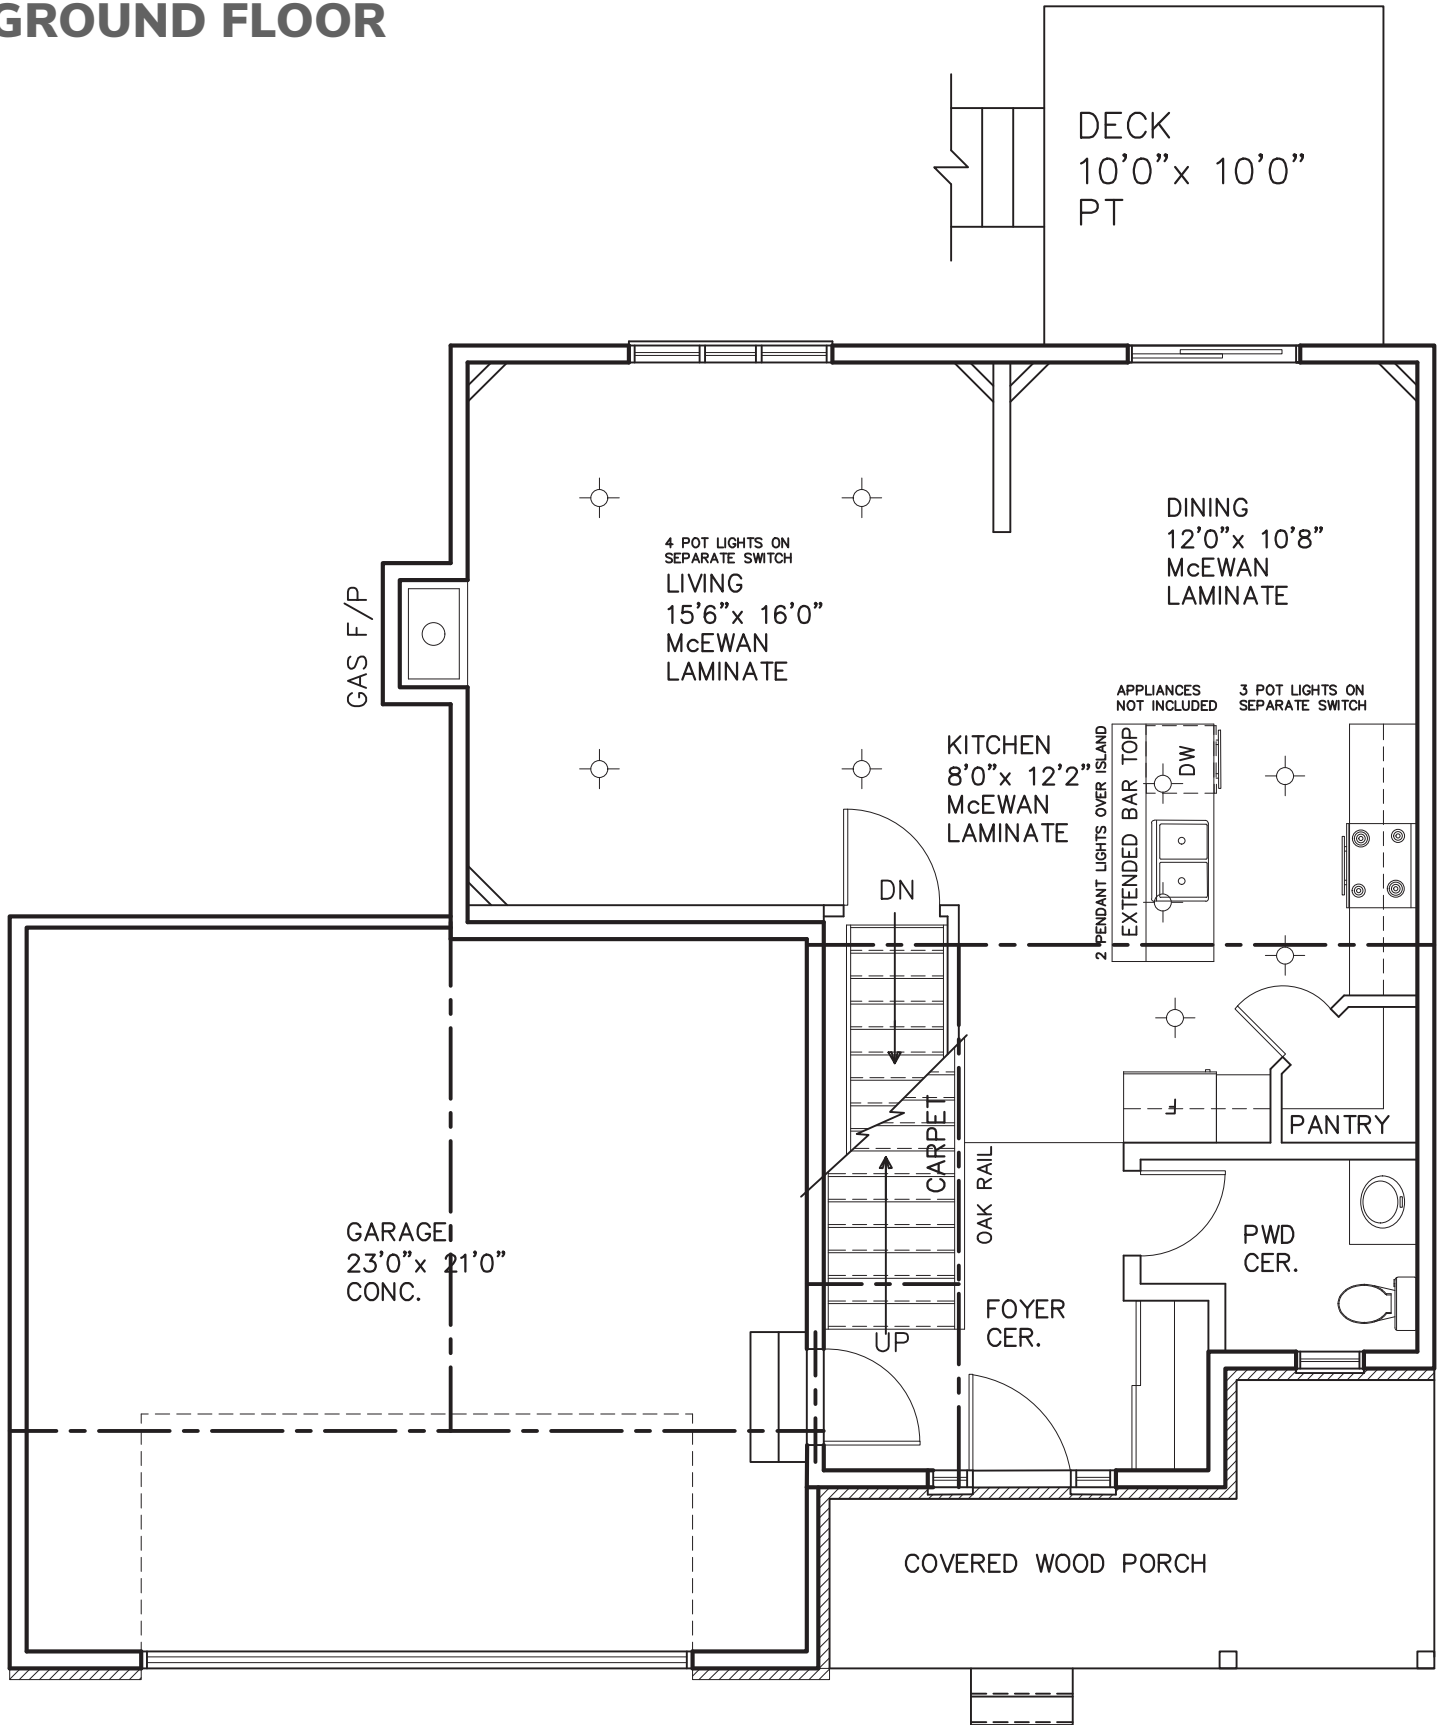 GROUND FLOOR
DECK
10'0"x 10'0"
PT
DINING
12'0"x 10'8"
McEWAN
LAMINATE
4 POT LIGHTS ON
SEPARATE SWITCH
LIVING
15'6"x 16'0"
McEWAN
LAMINATE
GAS F/P
APPLIANCES
NOT INCLUDED
3 POT LIGHTS ON
SEPARATE SWITCH
KITCHEN
8'0"x 12'2"
McEWAN
LAMINATE
2 PENDANT LIGHTS OVER ISLAND
EXTENDED BAR TOP
DW
DN
CARPET
OAK RAIL
F
PANTRY
GARAGE
23'0"x 21'0"
CONC.
PWD
CER.
FOYER
CER.
UP
COVERED WOOD PORCH